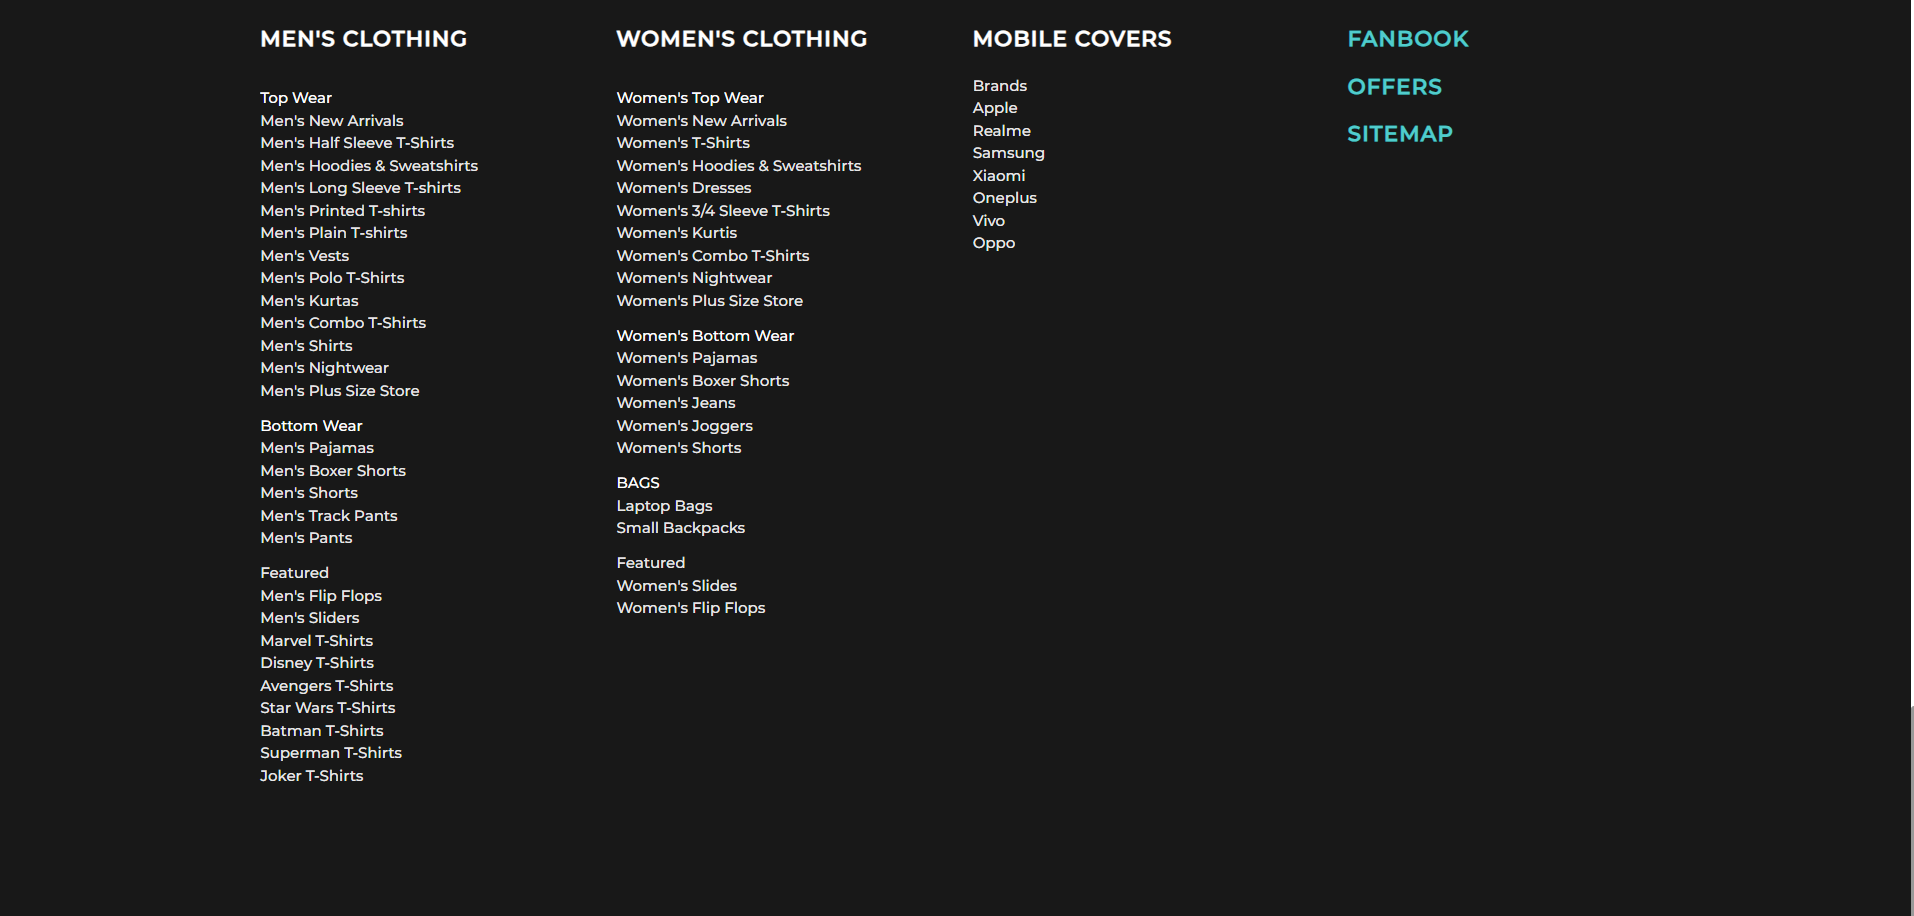 MEN'S CLOTHING
Top Wear
Men's New Arrivals
Men's Half Sleeve T-Shirts
Men's Hoodies & Sweatshirts
Men's Long Sleeve T-shirts
Men's Printed T-shirts
Men's Plain T-shirts
Men's Vests
Men's Polo T-Shirts
Men's Kurtas
Men's Combo T-Shirts
Men's Shirts
Men's Nightwear
Men's Plus Size Store
Bottom Wear
Men's Pajamas
Men's Boxer Shorts
Men's Shorts
Men's Track Pants
Men's Pants
Featured
Men's Flip Flops
Men's Sliders
Marvel T-Shirts
Disney T-Shirts
Avengers T-Shirts
Star Wars T-Shirts
Batman T-Shirts
Superman T-Shirts
Joker T-Shirts
WOMEN'S CLOTHING
Women's Top Wear
Women's New Arrivals
Women's T-Shirts
Women's Hoodies & Sweatshirts
Women's Dresses
Women's 3/4 Sleeve T-Shirts
Women's Kurtis
Women's Combo T-Shirts
Women's Nightwear
Women's Plus Size Store
Women's Bottom Wear
Women's Pajamas
Women's Boxer Shorts
Women's Jeans
Women's Joggers
Women's Shorts
BAGS
Laptop Bags
Small Backpacks
Featured
Women's Slides
Women's Flip Flops
MOBILE COVERS
Brands
Apple
Realme
Samsung
Xiaomi
Oneplus
Vivo
Oppo
FANBOOK
OFFERS
SITEMAP